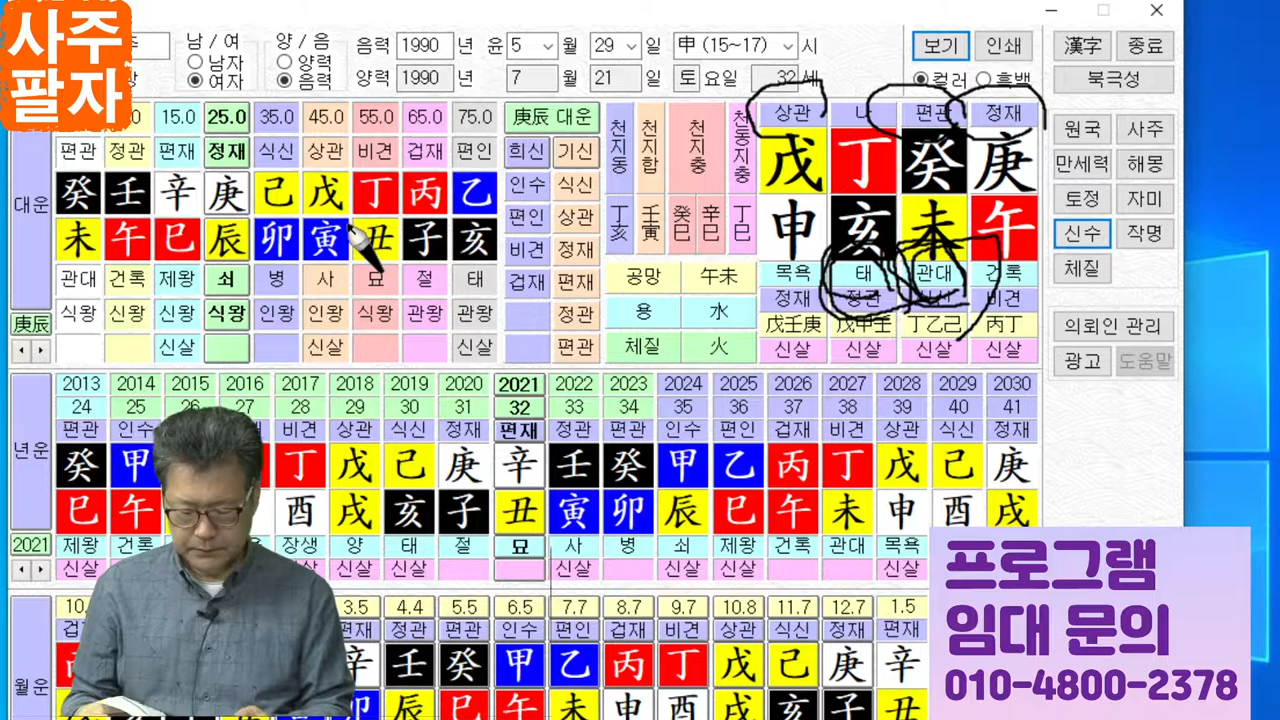 사주
팔자
남 / 여
남자
여자
양 / 음
양력
음력
음력 1990 년 윤 5 월 29 일 申 (15~17) 시
양력 1990 년 7 월 21 일 토 요일 32 세
보기 인쇄
컬러 흑백
漢字 종료
북극성
원국 사주
만세력 해몽
토정 자미
신수 작명
체질
의뢰인 관리
광고 도움말
대운
庚辰
15.0 25.0 35.0 45.0 55.0 65.0 75.0
편관 정관 편재 정재 식신 상관 비견 겁재 편인
癸 壬 辛 庚 己 戊 丁 丙 乙
未 午 巳 辰 卯 寅 丑 子 亥
관대 건록 제왕 쇠 병 사 묘 절 태
식왕 신왕 신왕 식왕 인왕 인왕 식왕 관왕 관왕
신살 신살 신살
庚辰 대운
희신 기신
인수 식신
편인 상관
비견 정재
겁재 편재
정관
편관
천지동 천지합 천지충 천동지충
丁亥 壬寅 癸巳 辛巳 丁巳
공망 午未
용 水
체질 火
상관 나 편관 정재
戊 丁 癸 庚
申 亥 未 午
목욕 태 관대 건록
정재 정관 비견
戊壬庚 戊甲壬 丁乙己 丙丁
신살 신살 신살 신살
년운
2021
2013 2014 2015 2016 2017 2018 2019 2020 2021 2022 2023 2024 2025 2026 2027 2028 2029 2030
24 25 26 27 28 29 30 31 32 33 34 35 36 37 38 39 40 41
편관 인수 비견 상관 식신 정재 편재 정관 편관 인수 편인 겁재 비견 상관 식신 정재
癸 甲 丁 戊 己 庚 辛 壬 癸 甲 乙 丙 丁 戊 己 庚
巳 午 酉 戌 亥 子 丑 寅 卯 辰 巳 午 未 申 酉 戌
제왕 건록 장생 양 태 절 묘 사 병 쇠 제왕 건록 관대 목욕
신살 신살 신살 신살 신살 신살 신살 신살 신살 신살
월운
3.5 4.4 5.5 6.5 7.7 8.7 9.7 10.8 11.7 12.7 1.5
편재 정관 편관 인수 편인 겁재 비견 상관 식신 정재 편재
辛 壬 癸 甲 乙 丙 丁 戊 己 庚 辛
卯 辰 巳 午 未 申 酉 戌 亥 子 丑
프로그램
임대 문의
010-4800-2378